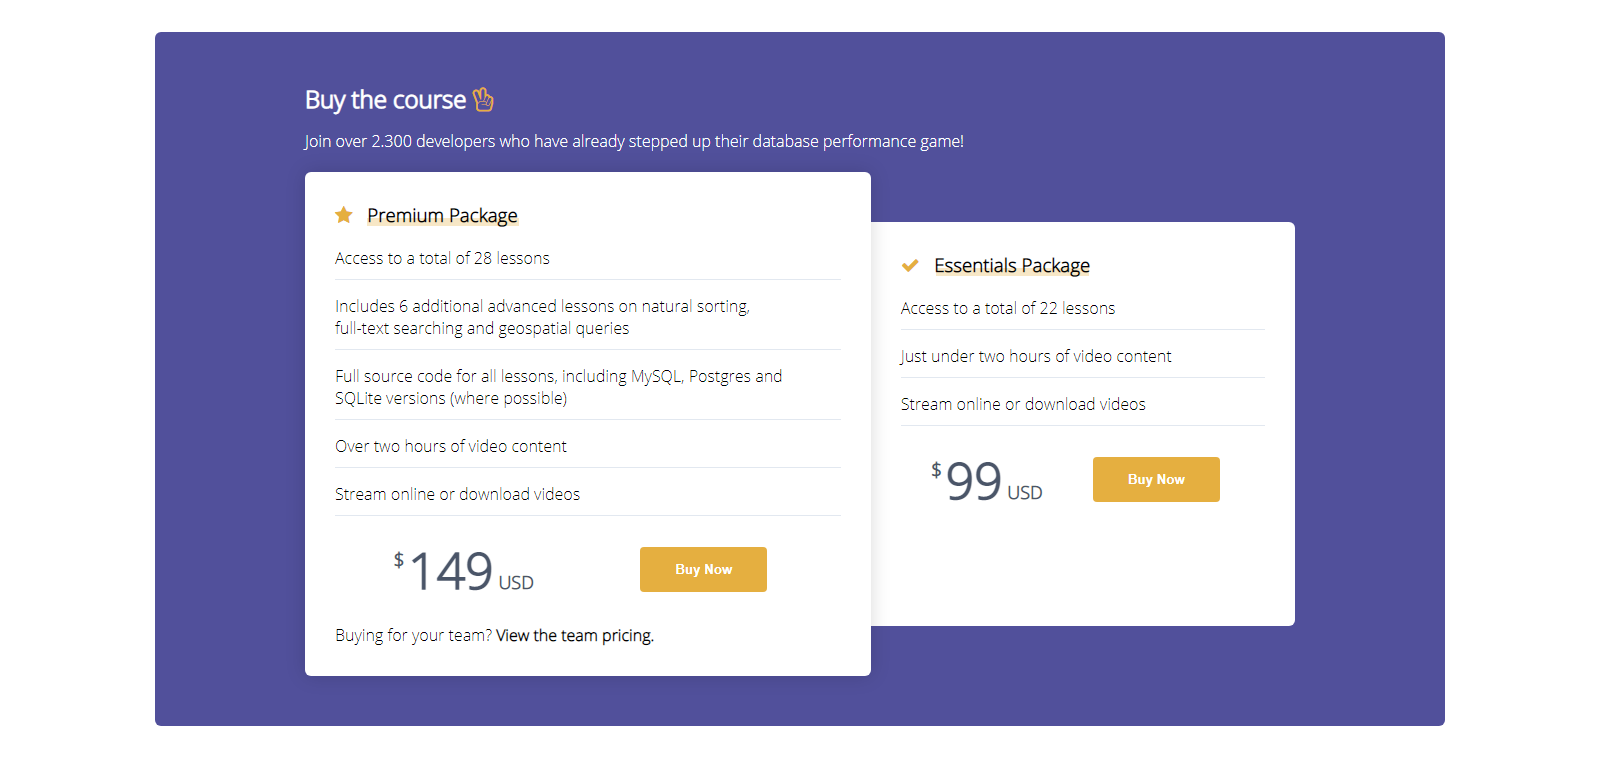 Buy the course
Join over 2.300 developers who have already stepped up their database performance game!
Premium Package
Access to a total of 28 lessons
Includes 6 additional advanced lessons on natural sorting,
full-text searching and geospatial queries
Full source code for all lessons, including MySQL, Postgres and
SQLite versions (where possible)
Over two hours of video content
Stream online or download videos
$149 USD
Buy Now
Buying for your team? View the team pricing.
Essentials Package
Access to a total of 22 lessons
Just under two hours of video content
Stream online or download videos
$99 USD
Buy Now